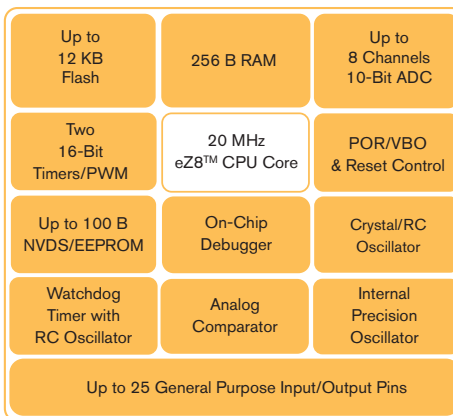 Up to
12 KB
Flash
256 B RAM
Up to
8 Channels
10-Bit ADC
Two
16-Bit
Timers/PWM
20 MHz
eZ8™ CPU Core
POR/VBO
& Reset Control
Up to 100 B
NVDS/EEPROM
On-Chip
Debugger
Crystal/RC
Oscillator
Watchdog
Timer with
RC Oscillator
Analog
Comparator
Internal
Precision
Oscillator
Up to 25 General Purpose Input/Output Pins